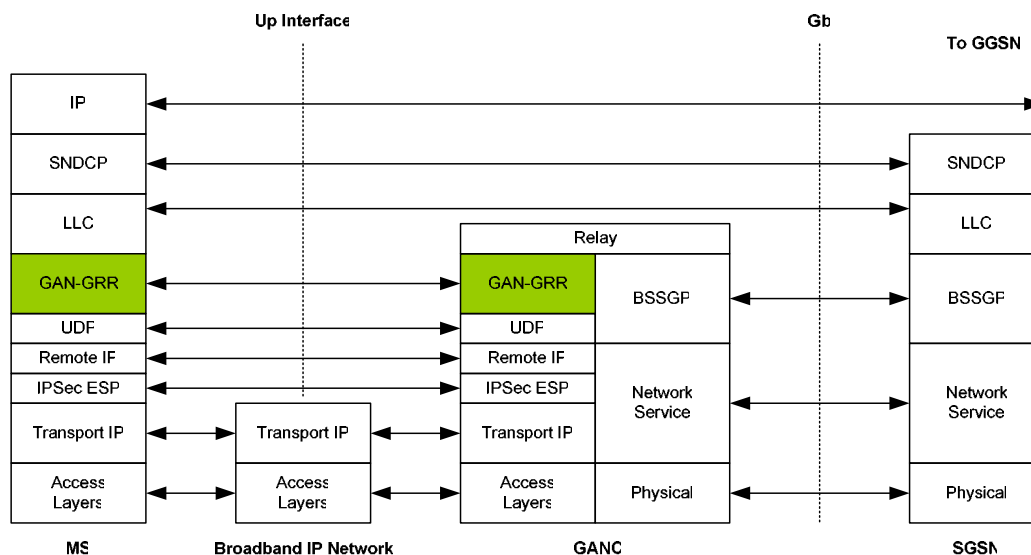 Up Interface Gb
To GGSN
IP
SNDCP SNDCP
LLC LLC
Relay
GAN-GRR GAN-GRR BSSGP BSSGP
UDP UDP
Remote IP Remote IP
IPSec ESP IPSec ESP
Network Service Network Service
Transport IP Transport IP Transport IP
Access Layers Access Layers Access Layers Physical Physical
MS Broadband IP Network GANC SGSN